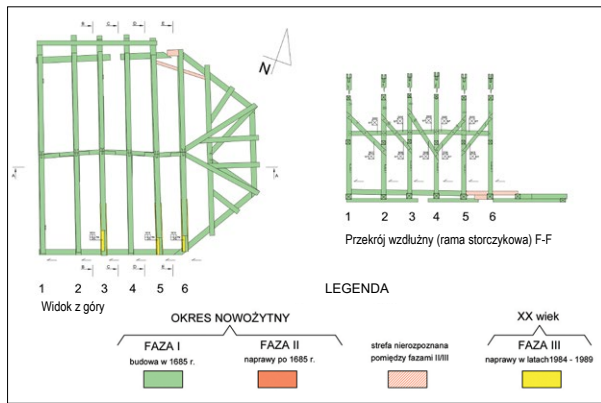 B C D E
N
A A
B C D E
1 2 3 4 5 6
Widok z góry
1 2 3 4 5 6
Przekrój wzdłużny (rama storczykowa) F-F
LEGENDA
OKRES NOWOŻYTNY
XX wiek
FAZA I
budowa w 1685 r.
FAZA II
naprawy po 1685 r.
strefa nierozpoznana
pomiędzy fazami II/III
FAZA III
naprawy w latach1984 - 1989